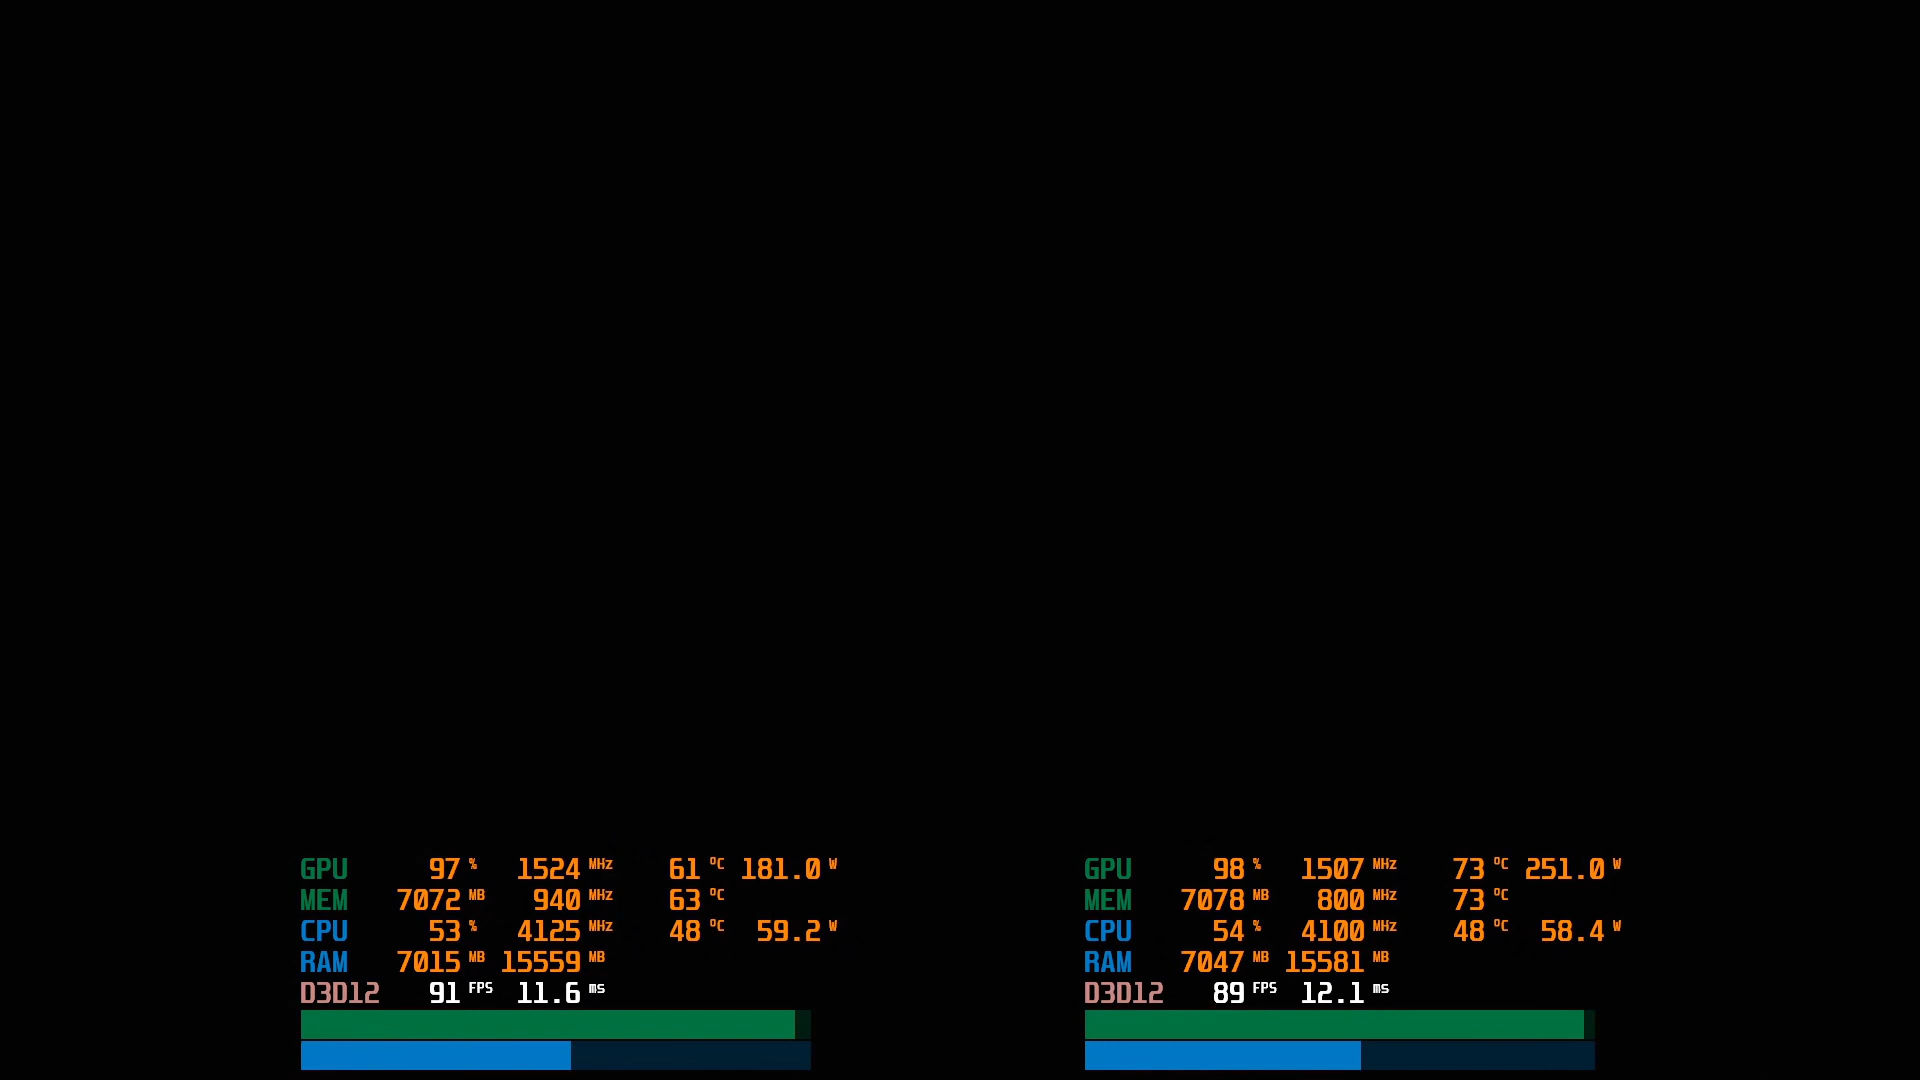 GPU 97 % 1524 MHz 61 °C 181.0 W
MEM 7072 MB 940 MHz 63 °C
CPU 53 % 4125 MHz 48 °C 59.2 W
RAM 7015 MB 15559 MB
D3D12 91 FPS 11.6 ms
GPU 98 % 1507 MHz 73 °C 251.0 W
MEM 7078 MB 800 MHz 73 °C
CPU 54 % 4100 MHz 48 °C 58.4 W
RAM 7047 MB 15581 MB
D3D12 89 FPS 12.1 ms